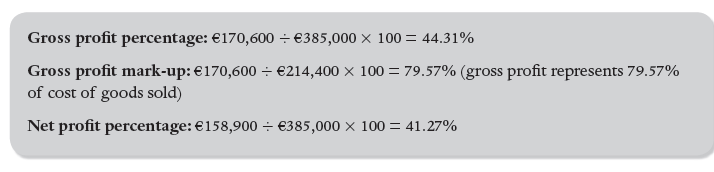 Gross profit percentage: €170,600 ÷ €385,000 × 100 = 44.31%
Gross profit mark-up: €170,600 ÷ €214,400 × 100 = 79.57% (gross profit represents 79.57%
of cost of goods sold)
Net profit percentage: €158,900 ÷ €385,000 × 100 = 41.27%